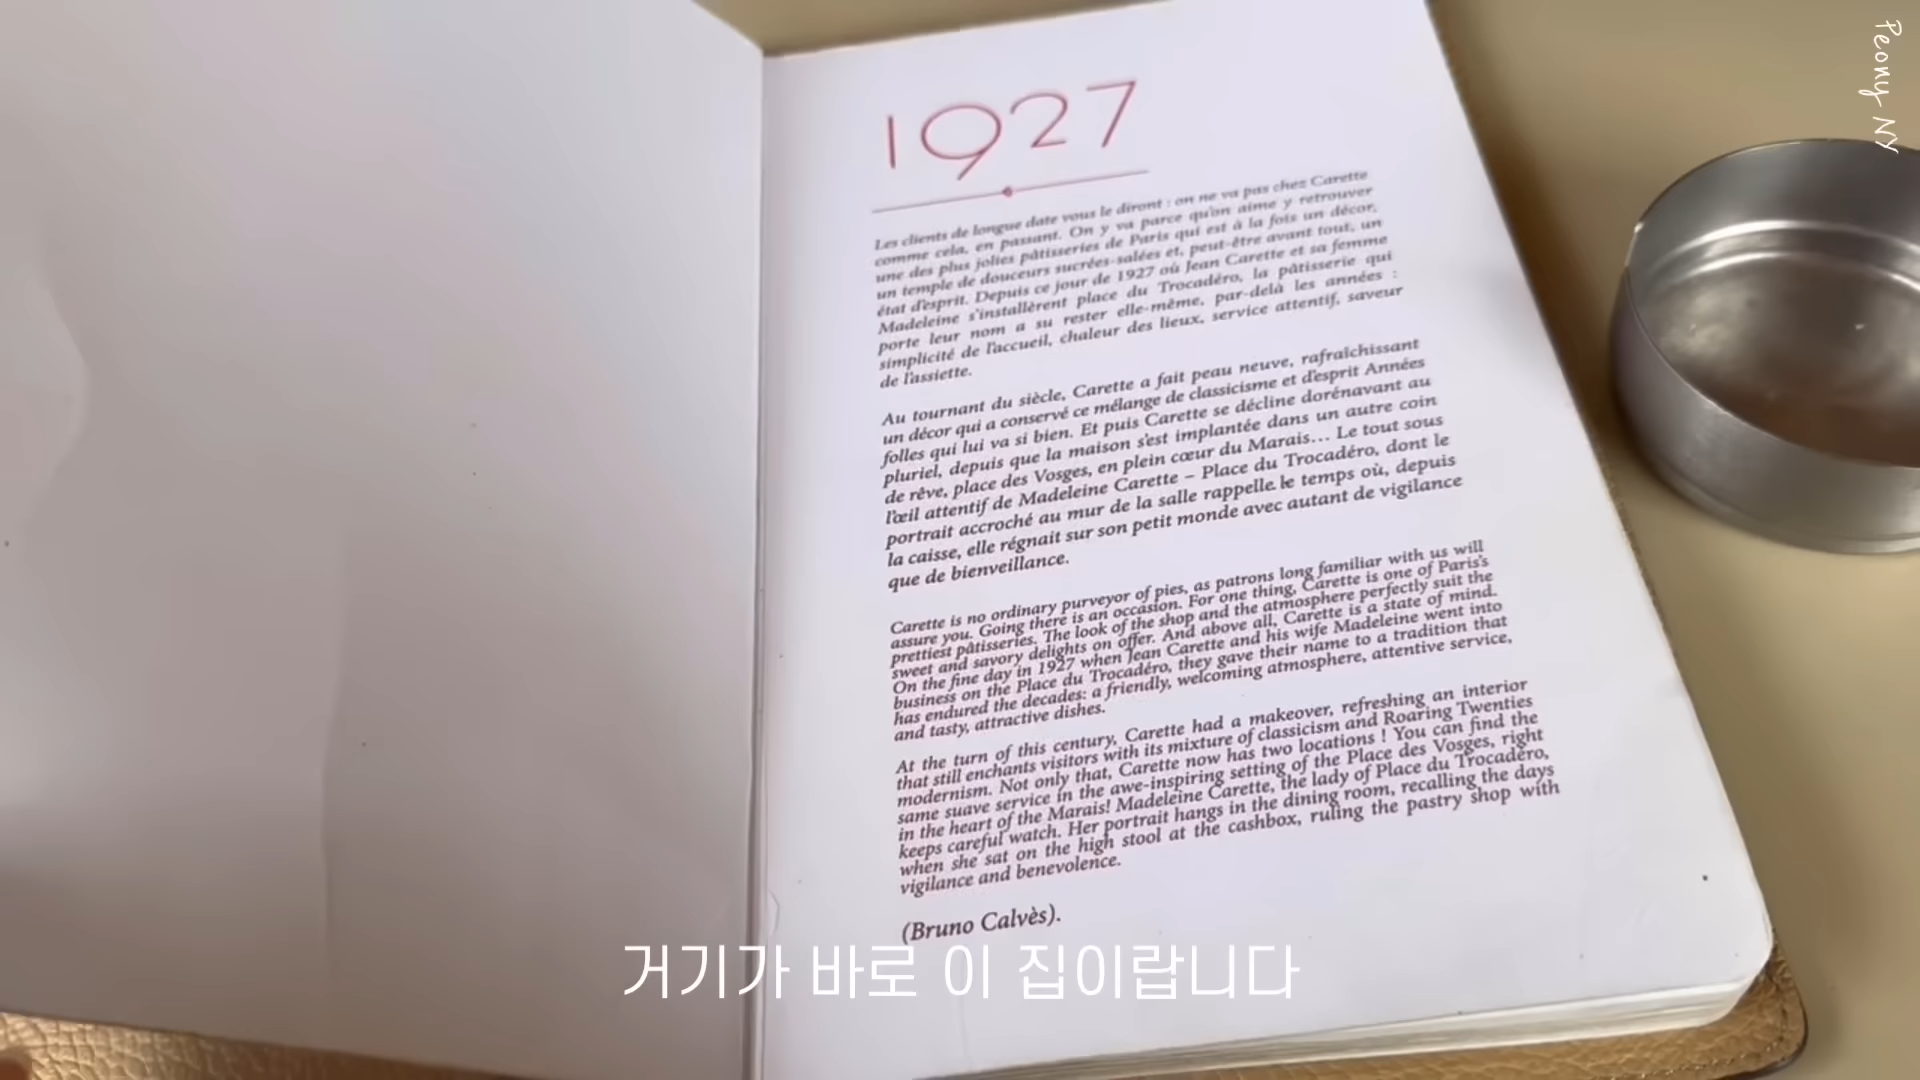 1927
Les clients de longue date vous le diront : on ne va pas chez Carette
comme cela, en passant. On y va parce qu'on aime y retrouver
une des plus jolies pâtisseries de Paris qui est à la fois un décor,
un temple de douceurs sucrées-salées et, peut-être avant tout, un
état d'esprit. Depuis ce jour de 1927 où Jean Carette et sa femme
Madeleine s'installèrent place du Trocadéro, la pâtisserie qui
porte leur nom a su rester elle-même, par-delà les années :
simplicité de l'accueil, chaleur des lieux, service attentif, saveur
de l'assiette.
Au tournant du siècle, Carette a fait peau neuve, rafraîchissant
un décor qui a conservé ce mélange de classicisme et d'esprit Années
folles qui lui va si bien. Et puis Carette se décline dorénavant au
pluriel, depuis que la maison s'est implantée dans un autre coin
de rêve, place des Vosges, en plein cœur du Marais... Le tout sous
l'œil attentif de Madeleine Carette – Place du Trocadéro, dont le
portrait accroché au mur de la salle rappelle le temps où, depuis
la caisse, elle régnait sur son petit monde avec autant de vigilance
que de bienveillance.
Carette is no ordinary purveyor of pies, as patrons long familiar with us will
assure you. Going there is an occasion. For one thing, Carette is one of Paris's
prettiest pâtisseries. The look of the shop and the atmosphere perfectly suit the
sweet and savory delights on offer. And above all, Carette is a state of mind.
On the fine day in 1927 when Jean Carette and his wife Madeleine went into
business on the Place du Trocadéro, they gave their name to a tradition that
has endured the decades: a friendly, welcoming atmosphere, attentive service,
and tasty, attractive dishes.
At the turn of this century, Carette had a makeover, refreshing an interior
that still enchants visitors with its mixture of classicism and Roaring Twenties
modernism. Not only that, Carette now has two locations ! You can find the
same suave service in the awe-inspiring setting of the Place des Vosges, right
in the heart of the Marais! Madeleine Carette, the lady of Place du Trocadéro,
keeps careful watch. Her portrait hangs in the dining room, recalling the days
when she sat on the high stool at the cashbox, ruling the pastry shop with
vigilance and benevolence.
(Bruno Calvès).
거기가 바로 이 집이랍니다
Peony NY